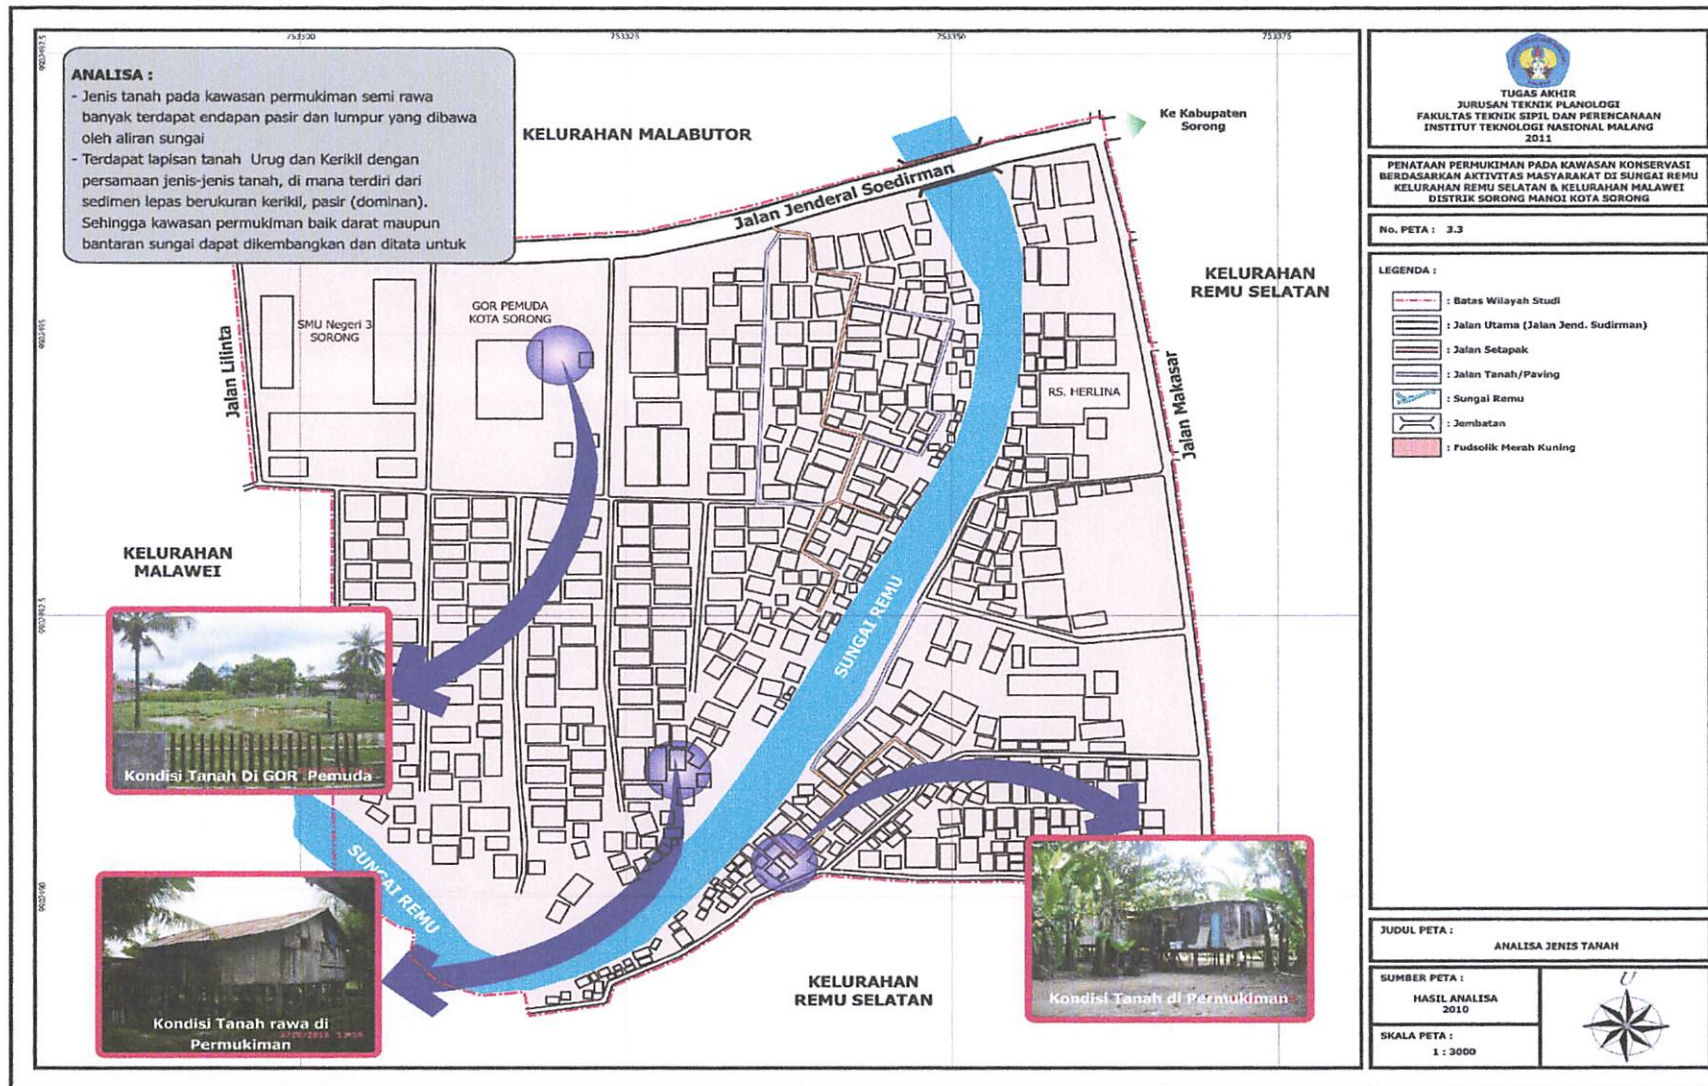 753300
753325
753350
753375
ANALISA :
- Jenis tanah pada kawasan permukiman semi rawa
banyak terdapat endapan pasir dan lumpur yang dibawa
oleh aliran sungai
- Terdapat lapisan tanah Urug dan Kerikil dengan
persamaan jenis-jenis tanah, di mana terdiri dari
sedimen lepas berukuran kerikil, pasir (dominan).
Sehingga kawasan permukiman baik darat maupun
bantaran sungai dapat dikembangkan dan ditata untuk
KELURAHAN MALABUTOR
Ke Kabupaten
Sorong
Jalan Jenderal Soedirman
KELURAHAN
REMU SELATAN
GOR PEMUDA
KOTA SORONG
SMU Negeri 3
SORONG
Jalan Lilinta
RS. HERLINA
Jalan Makasar
KELURAHAN
MALAWEI
SUNGAI REMU
Kondisi Tanah Di GOR Pemuda
SUNGAI REMU
Kondisi Tanah rawa di
Permukiman
KELURAHAN
REMU SELATAN
Kondisi Tanah di Permukiman
TUGAS AKHIR
JURUSAN TEKNIK PLANOLOGI
FAKULTAS TEKNIK SIPIL DAN PERENCANAAN
INSTITUT TEKNOLOGI NASIONAL MALANG
2011
PENATAAN PERMUKIMAN PADA KAWASAN KONSERVASI
BERDASARKAN AKTIVITAS MASYARAKAT DI SUNGAI REMU
KELURAHAN REMU SELATAN & KELURAHAN MALAWEI
DISTRIK SORONG MANOI KOTA SORONG
No. PETA : 3.3
LEGENDA :
: Batas Wilayah Studi
: Jalan Utama (Jalan Jend. Sudirman)
: Jalan Setapak
: Jalan Tanah/Paving
: Sungai Remu
: Jembatan
: Fudsolik Merah Kuning
JUDUL PETA :
ANALISA JENIS TANAH
SUMBER PETA :
HASIL ANALISA
2010
SKALA PETA :
1 : 3000
U